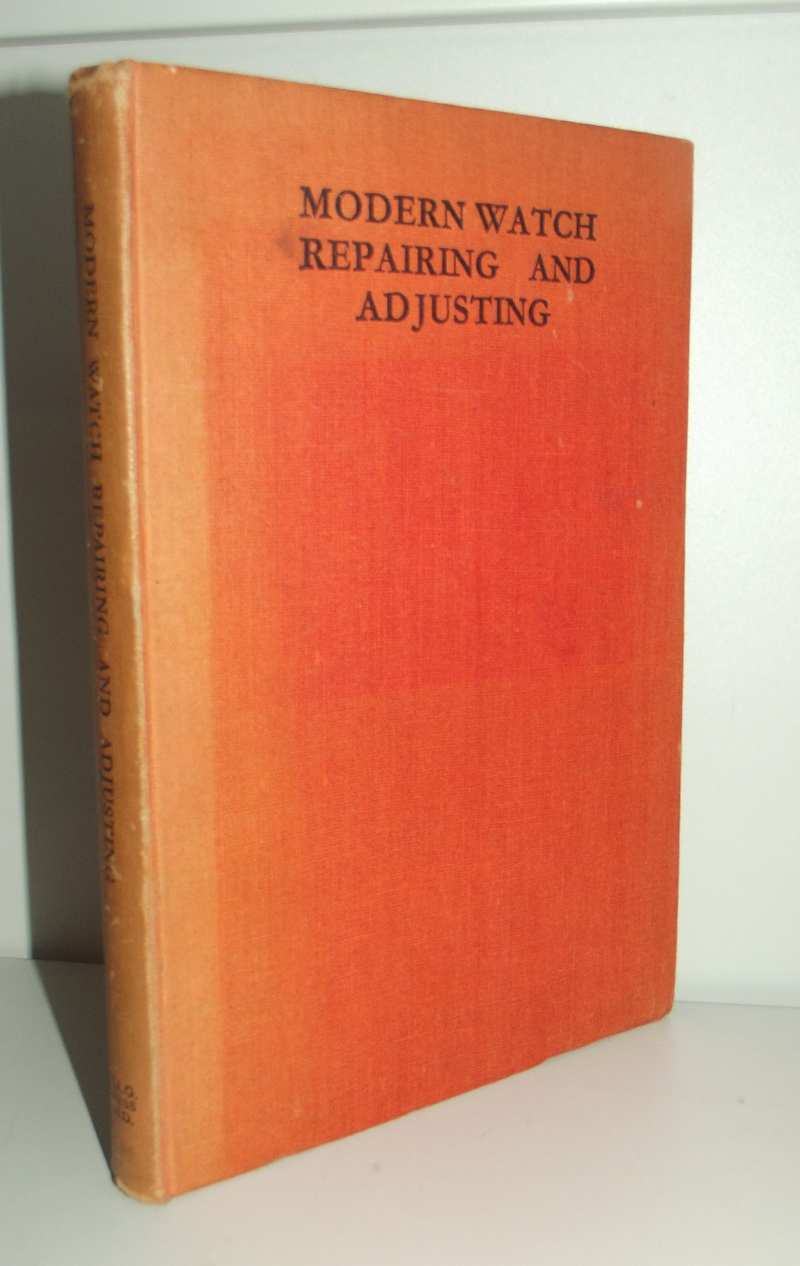 MODERN WATCH
REPAIRING AND
ADJUSTING
MODERN WATCH REPAIRING AND ADJUSTING